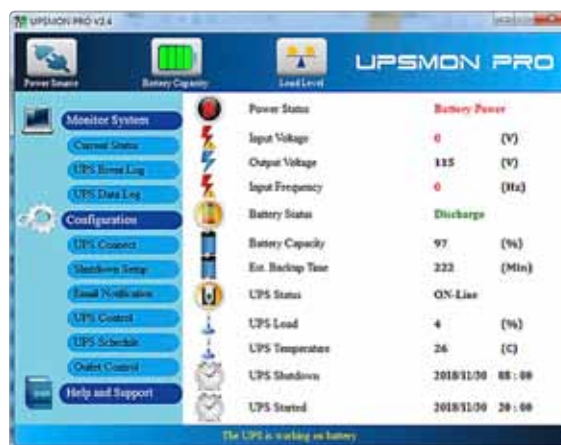 UPSMON PRO V2.4
UPSMON PRO
Power Source
Battery Capacity
Load Level
Monitor System
Current Status
UPS Event Log
UPS Data Log
Configuration
UPS Connect
Shutdown Setup
Email Notification
UPS Control
UPS Schedule
Outlet Control
Help and Support
Power Status Battery Power
Input Voltage 0 (V)
Output Voltage 115 (V)
Input Frequency 0 (Hz)
Battery Status Discharge
Battery Capacity 97 (%)
Est. Backup Time 222 (Min)
UPS Status ON-Line
UPS Load 4 (%)
UPS Temperature 26 (C)
UPS Shutdown 2018/11/30 08 : 00
UPS Started 2018/11/30 20 : 00
The UPS is working on battery